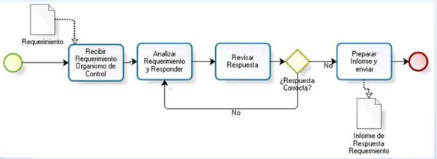 Requerimiento
Recibir
Requerimiento
Organismo de
Control
Analizar
Requerimiento
y Responder
Revisar
Respuesta
¿Respuesta
Correcta?
No
No
Preparar
Informe y
enviar
Informe de
Respuesta
Requemiento